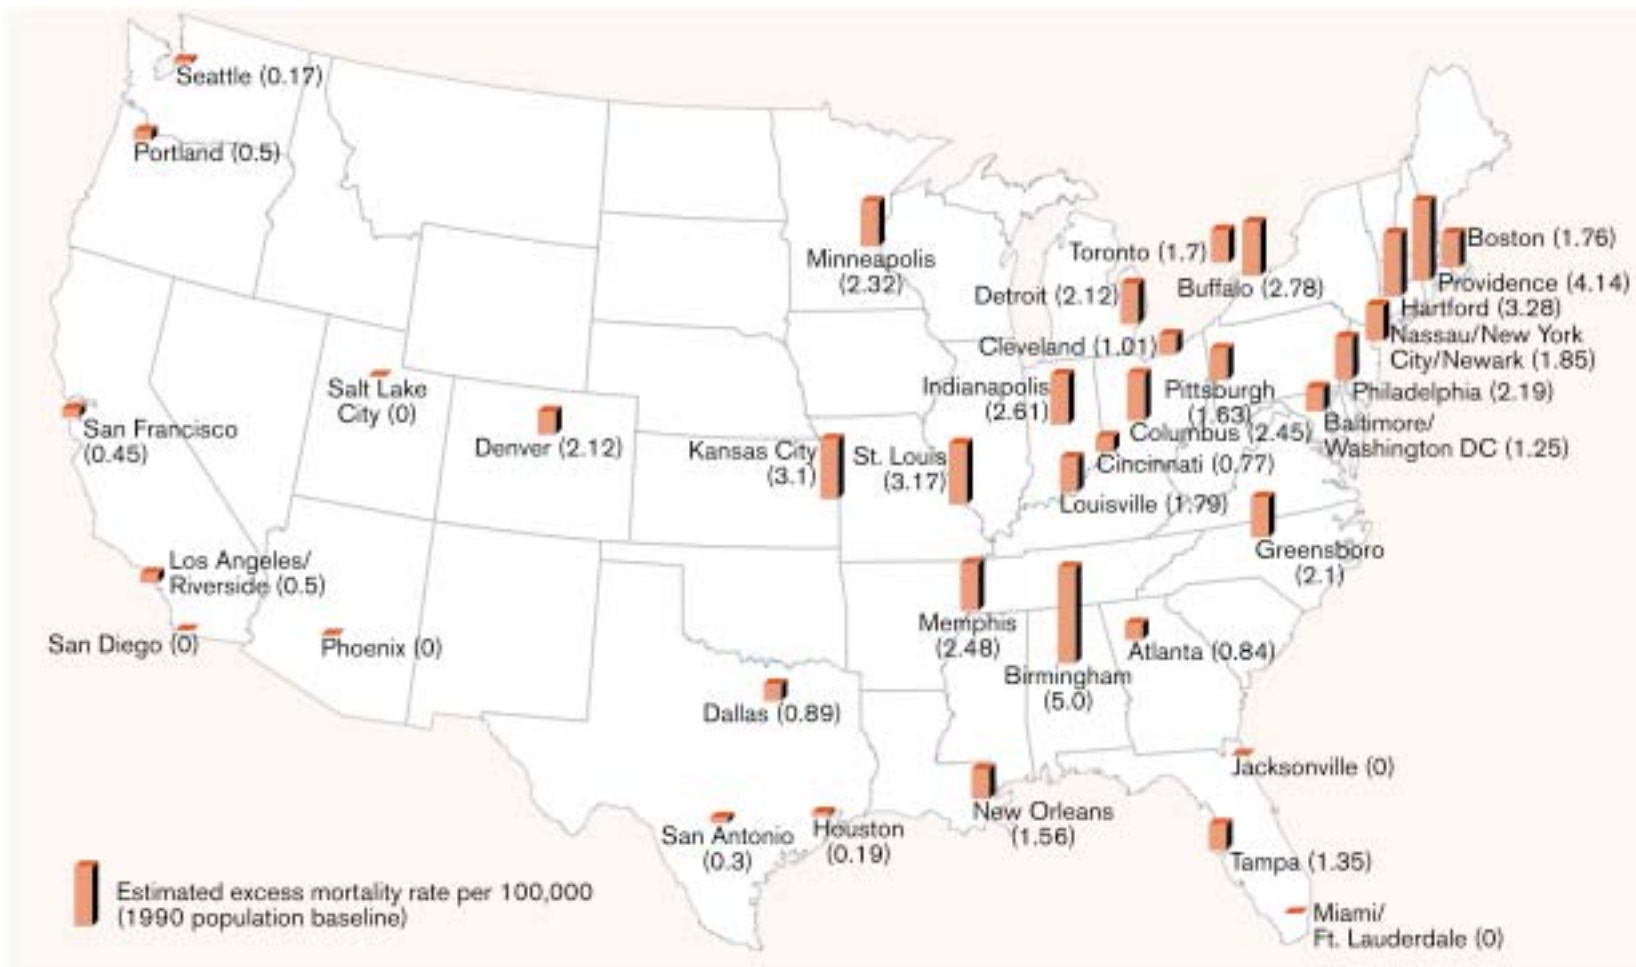 Seattle (0.17)
Portland (0.5)
Minneapolis
(2.32)
Toronto (1.7)
Buffalo (2.78)
Boston (1.76)
Providence (4.14)
Hartford (3.28)
Nassau/New York
City/Newark (1.85)
Detroit (2.12)
Cleveland (1.01)
Indianapolis
(2.61)
Pittsburgh
(1.63)
Philadelphia (2.19)
Baltimore/
Washington DC (1.25)
Columbus (2.45)
Cincinnati (0.77)
Louisville (1.79)
Salt Lake
City (0)
San Francisco
(0.45)
Denver (2.12)
Kansas City
(3.1)
St. Louis
(3.17)
Greensboro
(2.1)
Los Angeles/
Riverside (0.5)
San Diego (0)
Phoenix (0)
Memphis
(2.48)
Birmingham
(5.0)
Atlanta (0.84)
Dallas (0.89)
Jacksonville (0)
New Orleans
(1.56)
San Antonio
(0.3)
Houston
(0.19)
Tampa (1.35)
Miami/
Ft. Lauderdale (0)
Estimated excess mortality rate per 100,000
(1990 population baseline)